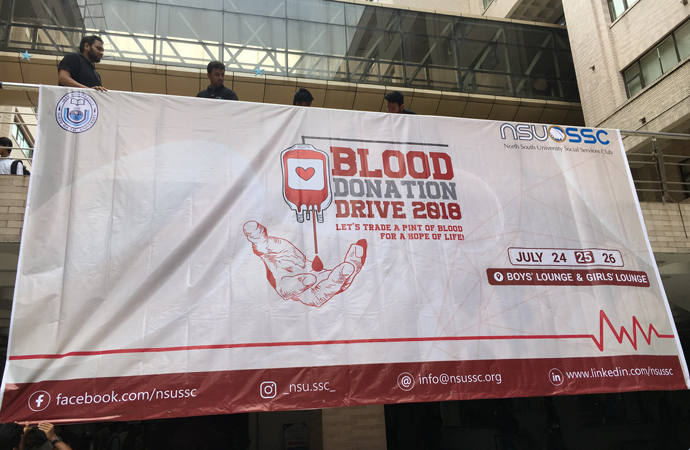 nsu SSC
North South University Social Services Club
BLOOD
DONATION
DRIVE 2018
LET'S TRADE A PINT OF BLOOD
FOR A HOPE OF LIFE!
JULY 24 25 26
BOYS' LOUNGE & GIRLS' LOUNGE
facebook.com/nsussc
_nsu.ssc_
info@nsussc.org
www.linkedin.com/nsussc